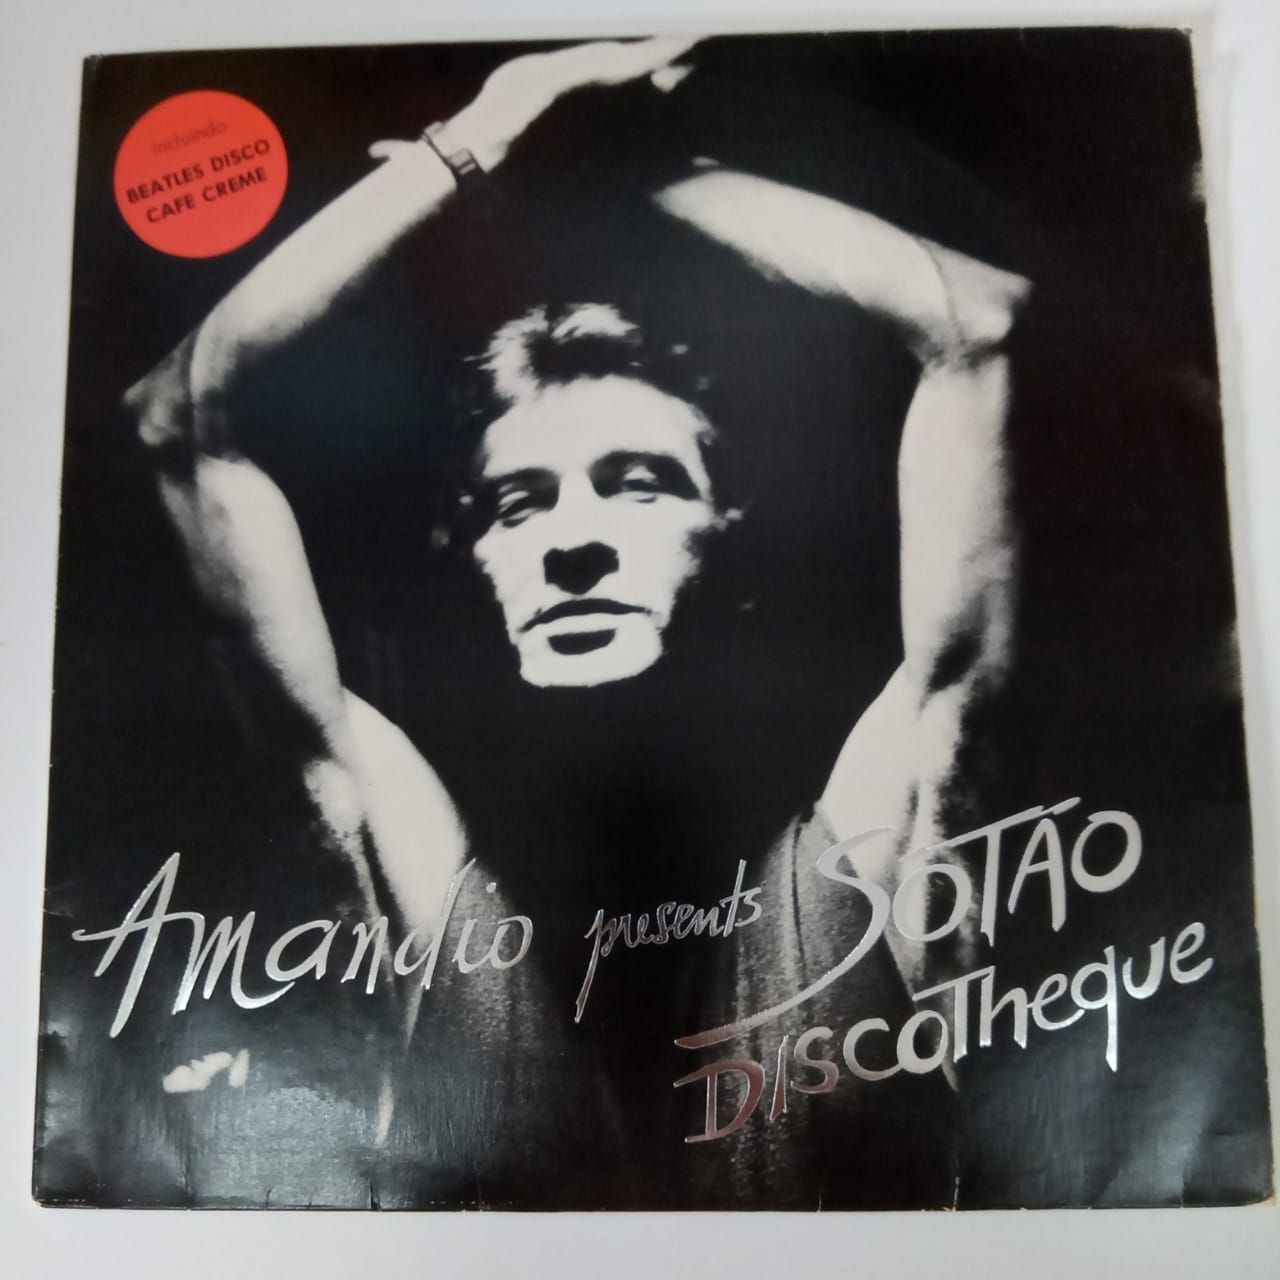 incluindo
BEATLES DISCO
CAFE CREME
Amandio presents SOTÃO
DISCOTheque